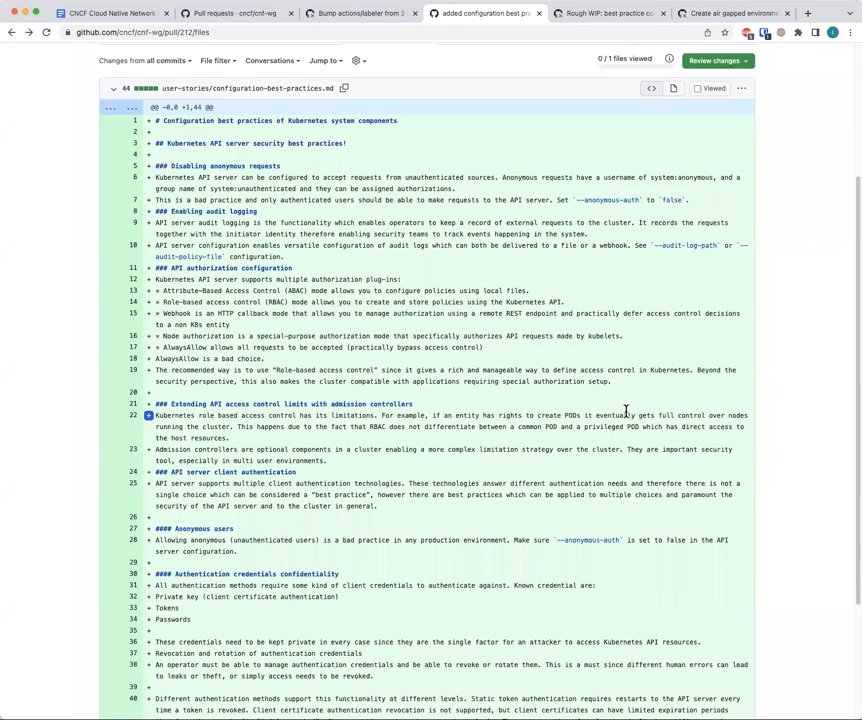 CNCF Cloud Native Network
Pull requests · cncf/cnf-wg
Bump actions/labeler from 3
added configuration best pra
Rough WIP: best practice co
Create air gapped environme
github.com/cncf/cnf-wg/pull/212/files
Changes from all commits
File filter
Conversations
Jump to
0 / 1 files viewed
Review changes
44
user-stories/configuration-best-practices.md
Viewed
@@ -0,0 +1,44 @@
1 + # Configuration best practices of Kubernetes system components
2 +
3 + ## Kubernetes API server security best practices!
4 +
5 + ### Disabling anonymous requests
6 + Kubernetes API server can be configured to accept requests from unauthenticated sources. Anonymous requests have a username of system:anonymous, and a
group name of system:unauthenticated and they can be assigned authorizations.
7 + This is a bad practice and only authenticated users should be able to make requests to the API server. Set `--anonymous-auth` to `false`.
8 + ### Enabling audit logging
9 + API server audit logging is the functionality which enables operators to keep a record of external requests to the cluster. It records the requests
together with the initiator identity therefore enabling security teams to track events happening in the system.
10 + API server configuration enables versatile configuration of audit logs which can both be delivered to a file or a webhook. See `--audit-log-path` or `--
audit-policy-file` configuration.
11 + ### API authorization configuration
12 + Kubernetes API server supports multiple authorization plug-ins:
13 + * Attribute-Based Access Control (ABAC) mode allows you to configure policies using local files.
14 + * Role-based access control (RBAC) mode allows you to create and store policies using the Kubernetes API.
15 + * Webhook is an HTTP callback mode that allows you to manage authorization using a remote REST endpoint and practically defer access control decisions
to a non K8s entity
16 + * Node authorization is a special-purpose authorization mode that specifically authorizes API requests made by kubelets.
17 + * AlwaysAllow allows all requests to be accepted (practically bypass access control)
18 + AlwaysAllow is a bad choice.
19 + The recommended way is to use "Role-based access control" since it gives a rich and manageable way to define access control in Kubernetes. Beyond the
security perspective, this also makes the cluster compatible with applications requiring special authorization setup.
20 +
21 + ### Extending API access control limits with admission controllers
22 + Kubernetes role based access control has its limitations. For example, if an entity has rights to create PODs it eventually gets full control over nodes
running the cluster. This happens due to the fact that RBAC does not differentiate between a common POD and a privileged POD which has direct access to
the host resources.
23 + Admission controllers are optional components in a cluster enabling a more complex limitation strategy over the cluster. They are important security
tool, especially in multi user environments.
24 + ### API server client authentication
25 + API server supports multiple client authentication technologies. These technologies answer different authentication needs and therefore there is not a
single choice which can be considered a "best practice", however there are best practices which can be applied to multiple choices and paramount the
security of the API server and to the cluster in general.
26 +
27 + #### Anonymous users
28 + Allowing anonymous (unauthenticated users) is a bad practice in any production environment. Make sure `--anonymous-auth` is set to false in the API
server configuration.
29 +
30 + #### Authentication credentials confidentiality
31 + All authentication methods require some kind of client credentials to authenticate against. Known credential are:
32 + Private key (client certificate authentication)
33 + Tokens
34 + Passwords
35 +
36 + These credentials need to be kept private in every case since they are the single factor for an attacker to access Kubernetes API resources.
37 + Revocation and rotation of authentication credentials
38 + An operator must be able to manage authentication credentials and be able to revoke or rotate them. This is a must since different human errors can lead
to leaks or theft, or simply access needs to be revoked.
39 +
40 + Different authentication methods support this functionality at different levels. Static token authentication requires restarts to the API server every
time a token is revoked. Client certificate authentication revocation is not supported, but client certificates can have limited expiration periods